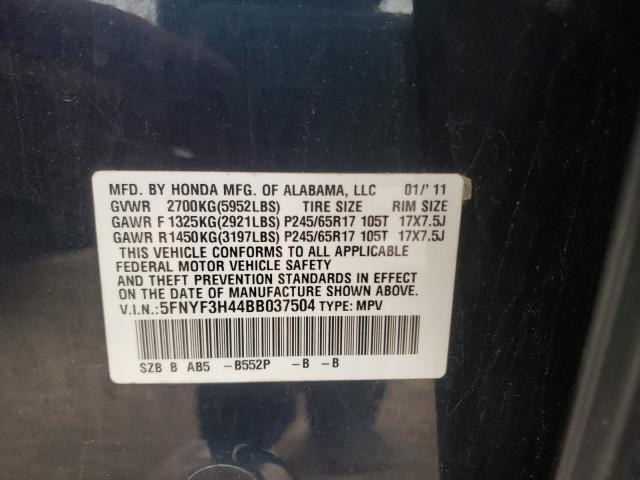 MFD. BY HONDA MFG. OF ALABAMA, LLC 01/'11
GVWR 2700KG(5952LBS) TIRE SIZE RIM SIZE
GAWR F 1325KG(2921LBS) P245/65R17 105T 17X7.5J
GAWR R1450KG(3197LBS) P245/65R17 105T 17X7.5J
THIS VEHICLE CONFORMS TO ALL APPLICABLE
FEDERAL MOTOR VEHICLE SAFETY
AND THEFT PREVENTION STANDARDS IN EFFECT
ON THE DATE OF MANUFACTURE SHOWN ABOVE.
V.I.N.:5FNYF3H44BB037504 TYPE: MPV
SZB B AB5 –B552P –B –B